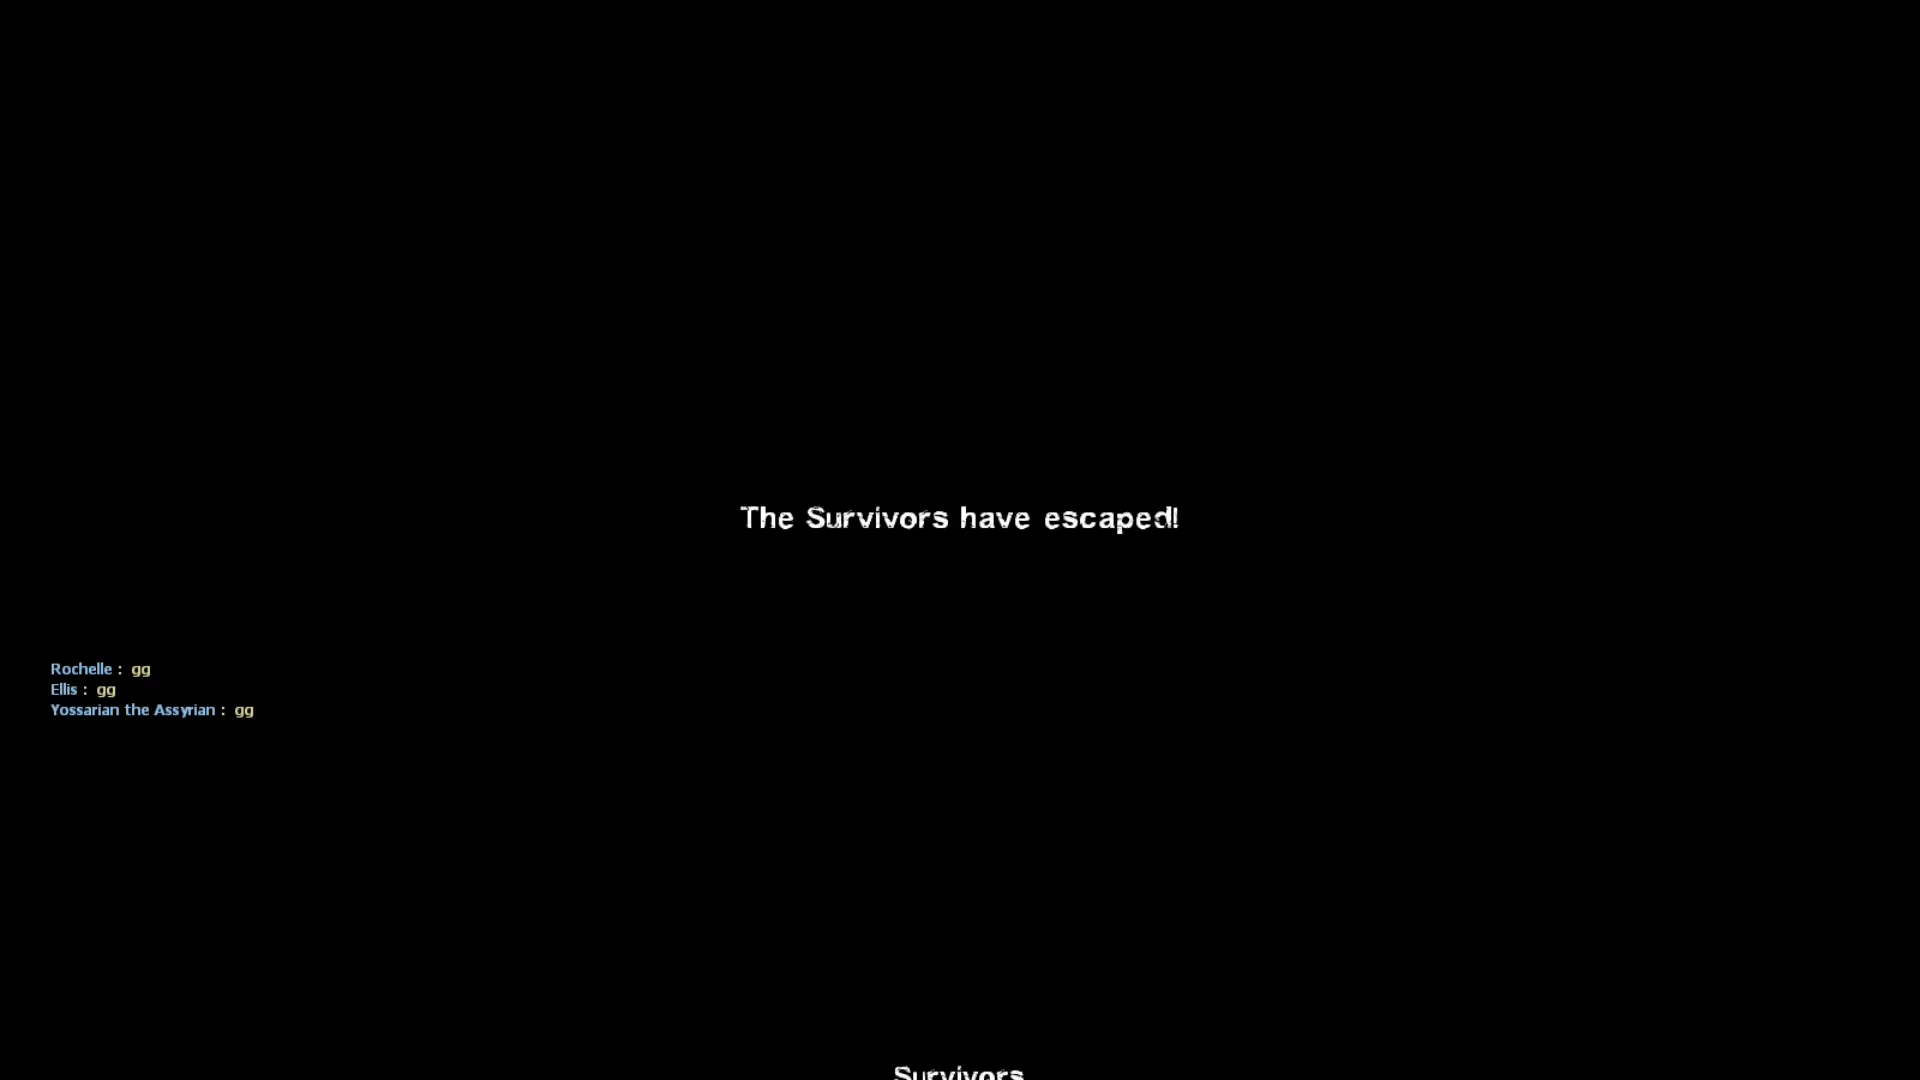 The Survivors have escaped!
Rochelle : gg
Ellis : gg
Yossarian the Assyrian : gg
Survivors